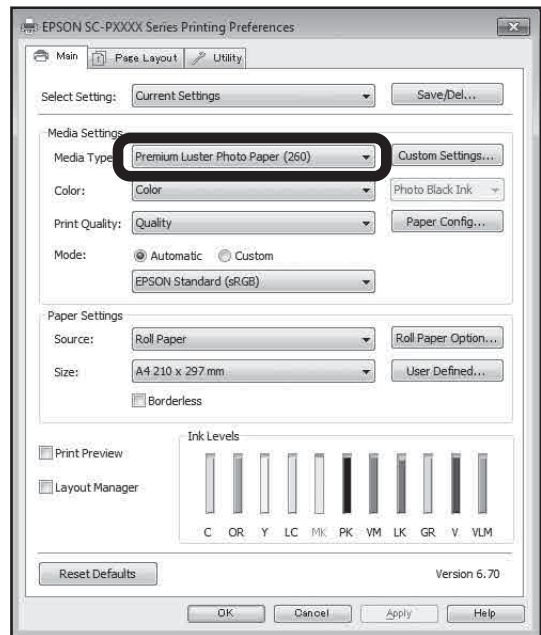 EPSON SC-PXXXX Series Printing Preferences
Main Page Layout Utility
Select Setting: Current Settings Save/Del...
Media Settings
Media Type Premium Luster Photo Paper (260) Custom Settings...
Color: Color Photo Black Ink
Print Quality: Quality Paper Config...
Mode: Automatic Custom
EPSON Standard (sRGB)
Paper Settings
Source: Roll Paper Roll Paper Option...
Size: A4 210 x 297 mm User Defined...
Borderless
Ink Levels
Print Preview
Layout Manager
C OR Y LC MK PK VM LK GR V VLM
Reset Defaults Version 6.70
OK Cancel Apply Help